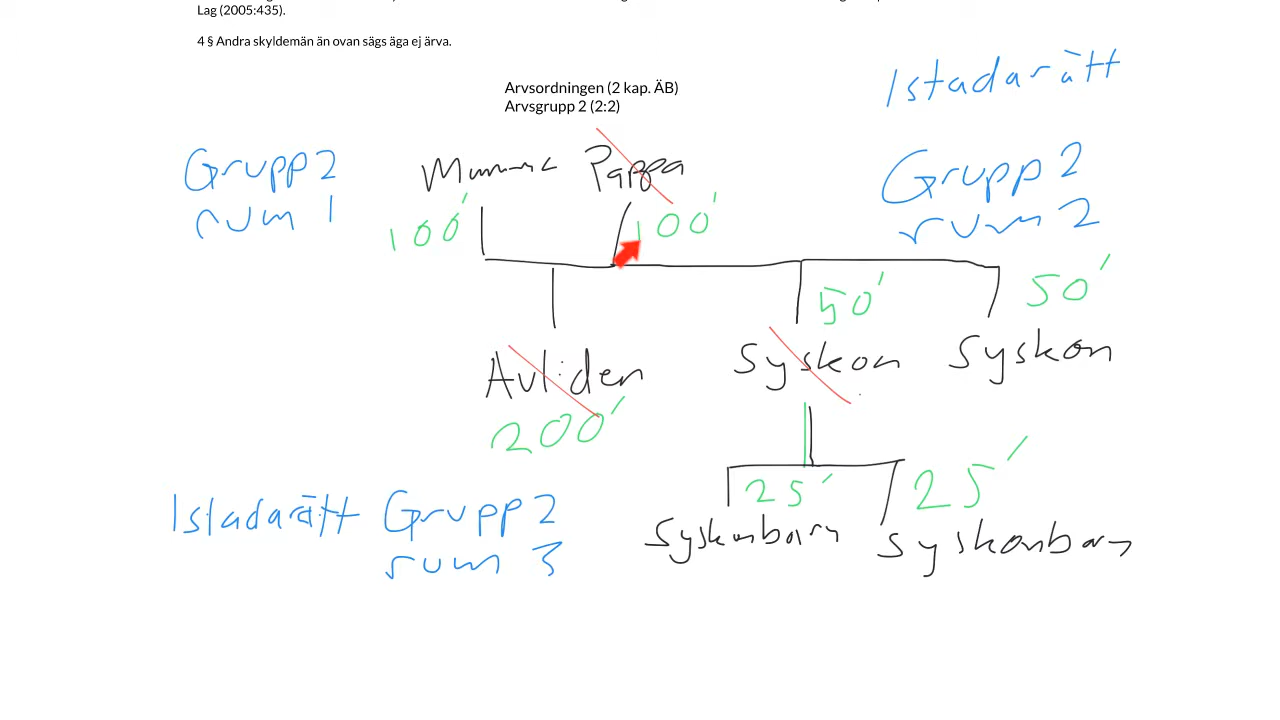 Lag (2005:435).
4 § Andra skyldemän än ovan sägs äga ej ärva.
Istadarätt
Arvsordningen (2 kap. ÄB)
Arvsgrupp 2 (2:2)
Grupp 2
rum 1
Mamma Pappa
100' 100'
Grupp 2
rum 2
50' 50'
Avliden Syskon Syskon
200'
25' 25'
Istadarätt Grupp 2
rum 3
Syskonbarn Syskonbarn